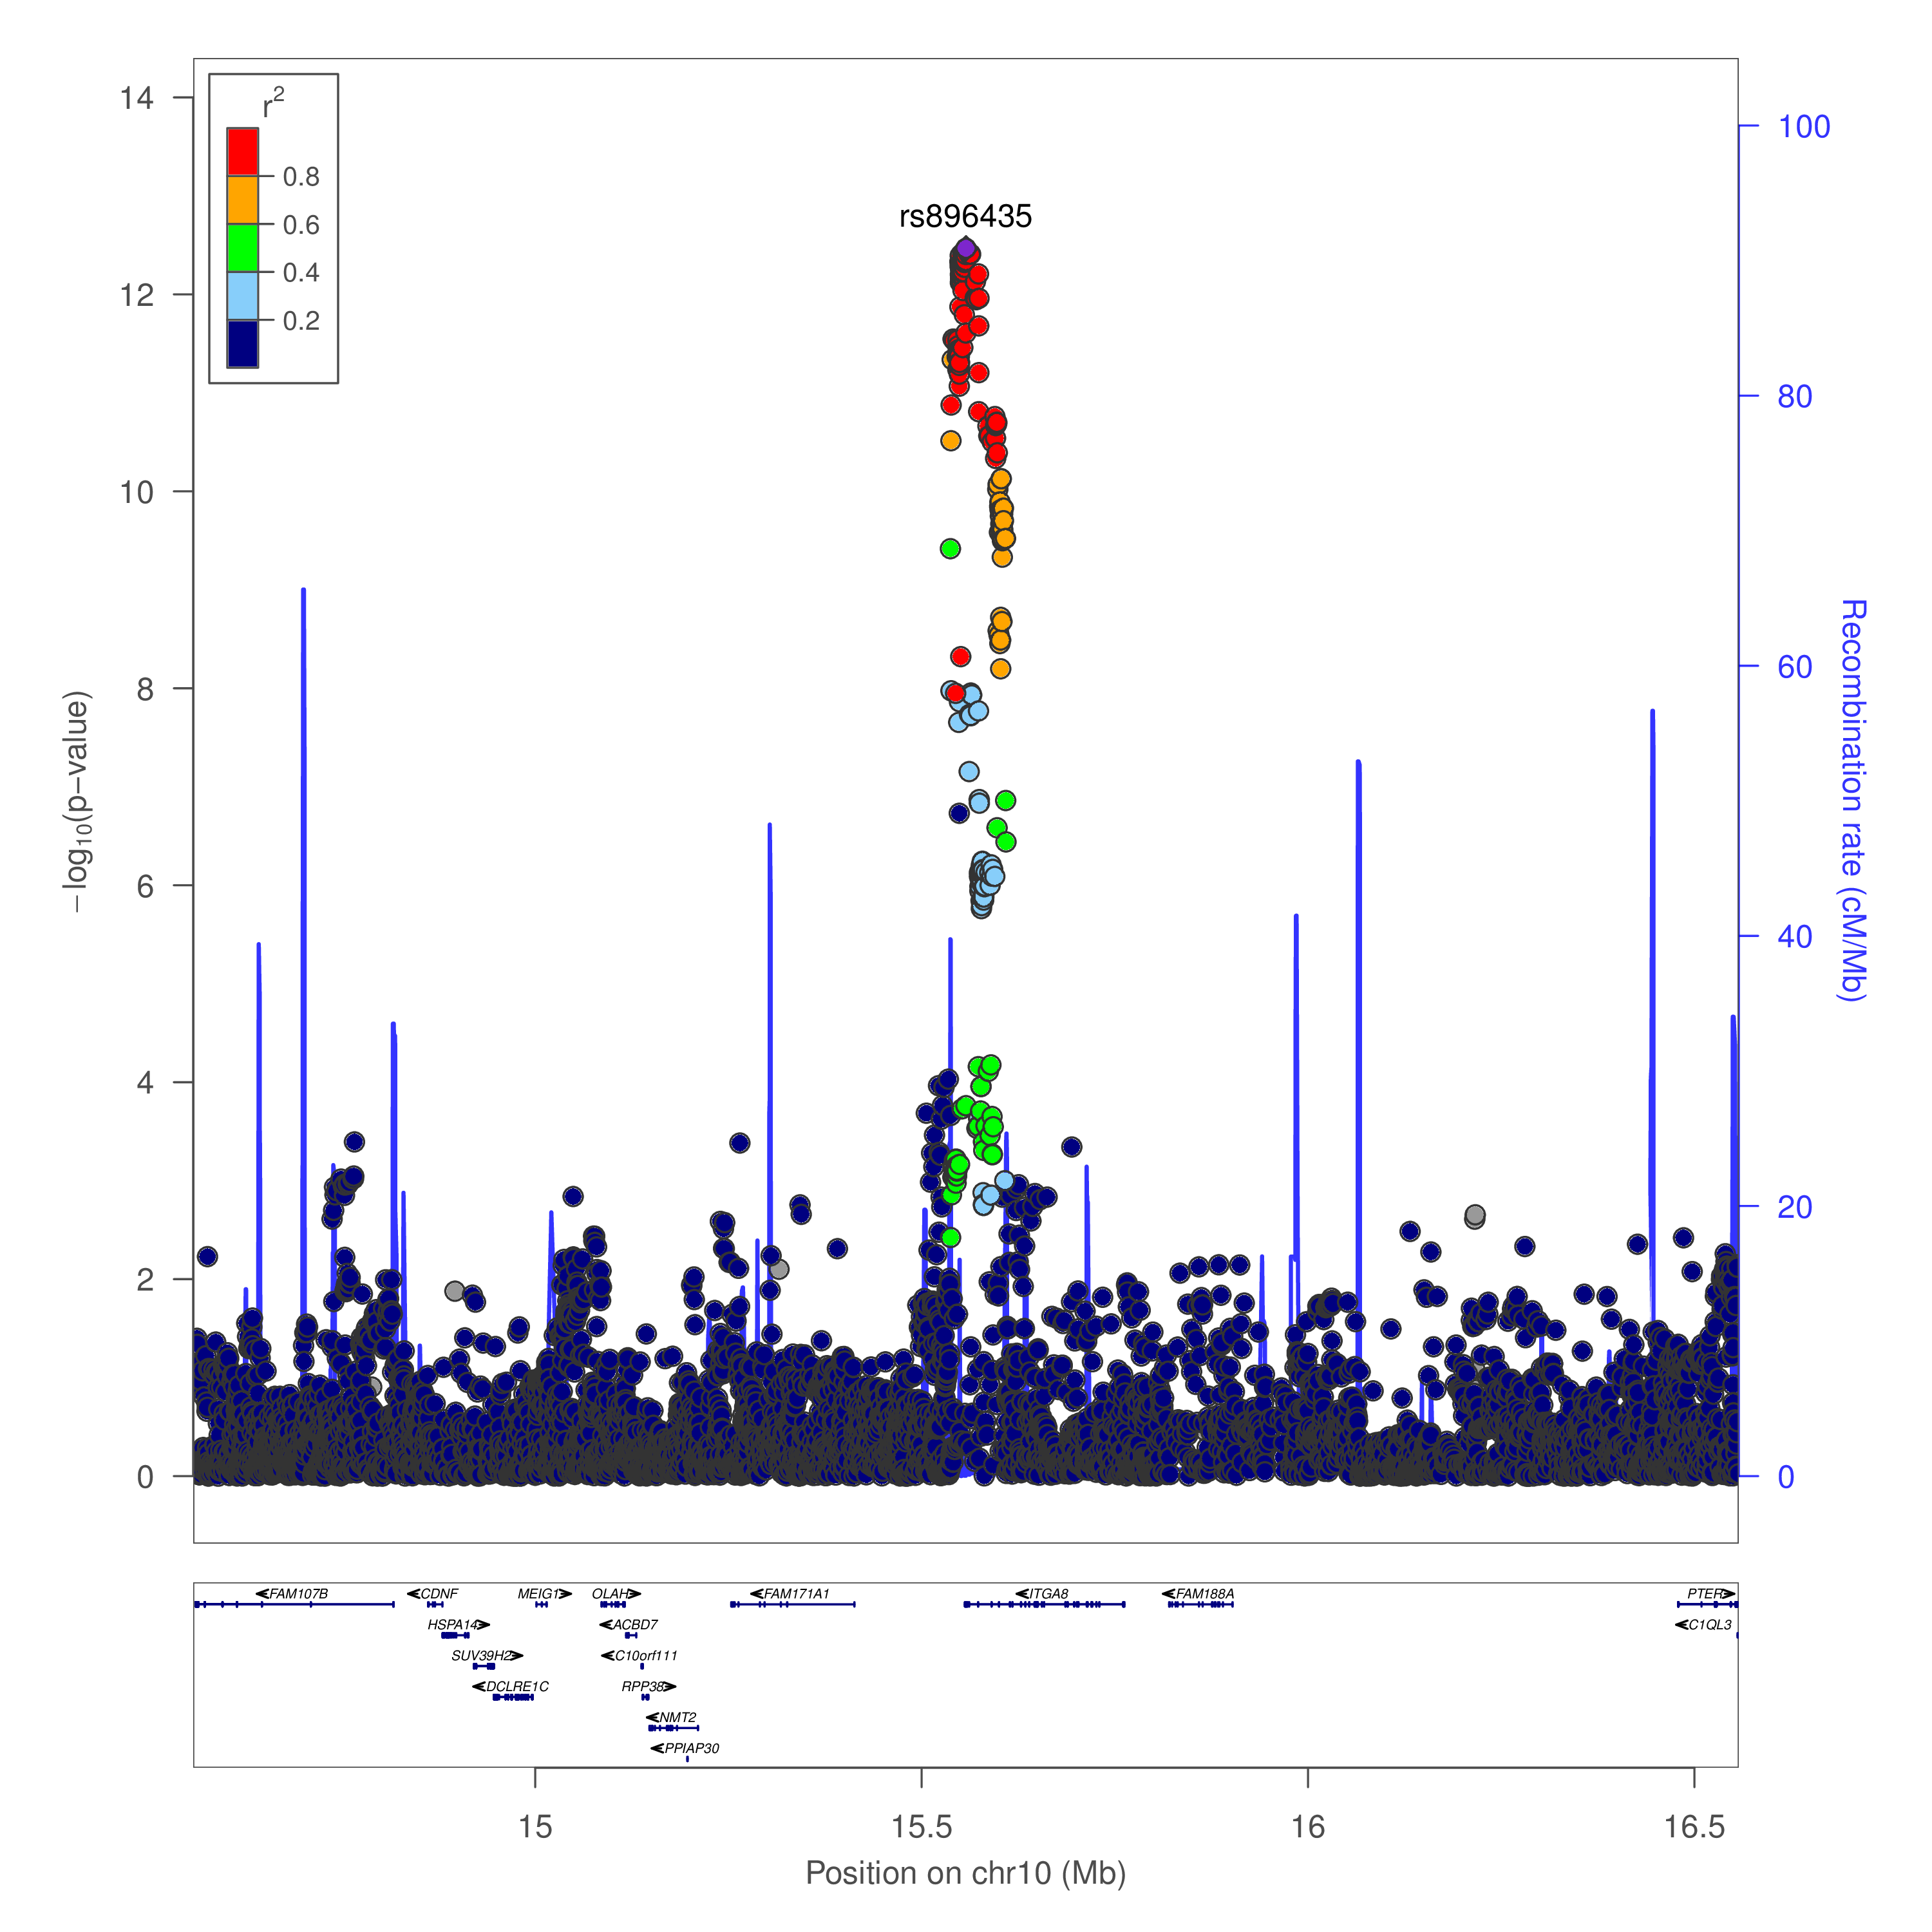 r2
0.8
0.6
0.4
0.2
rs896435
14
12
10
8
6
4
2
0
−log10(p−value)
100
80
60
40
20
0
Recombination rate (cM/Mb)
FAM107B CDNF MEIG1 OLAH FAM171A1 ITGA8 FAM188A PTER
HSPA14 ACBD7 C1QL3
SUV39H2 C10orf111
DCLRE1C RPP38
NMT2
PPIAP30
15 15.5 16 16.5
Position on chr10 (Mb)